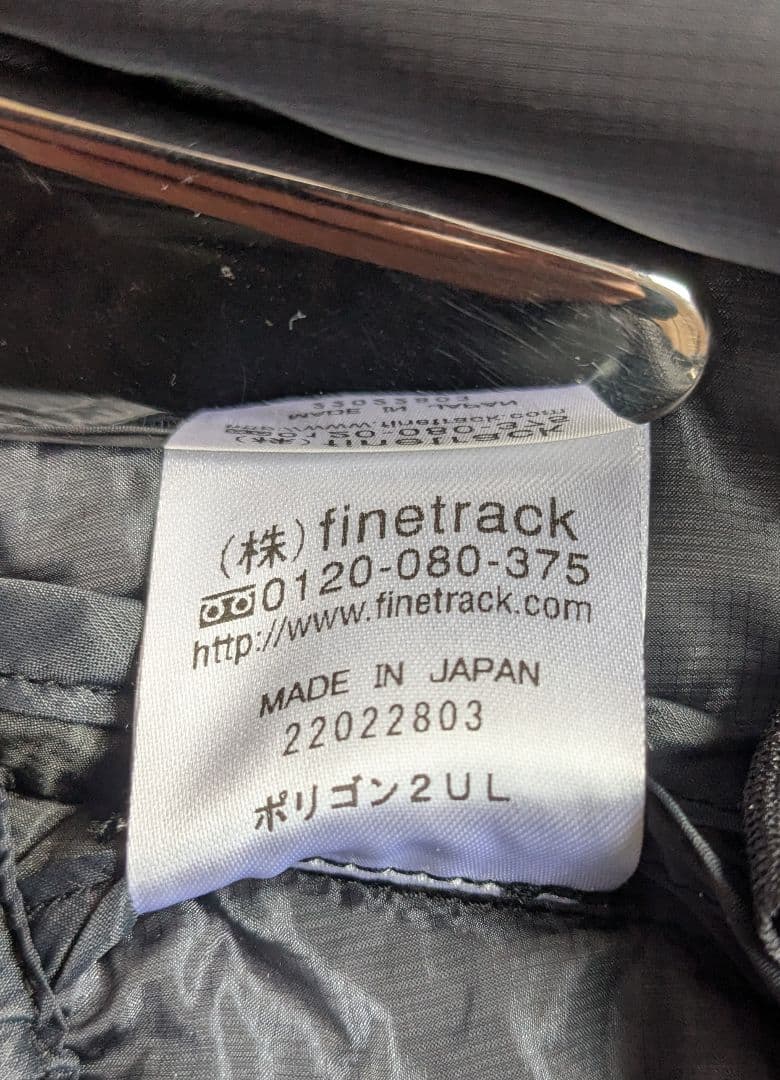 (株)finetrack
0120-080-375
http://www.finetrack.com
MADE IN JAPAN
22022803
ポリゴン2UL